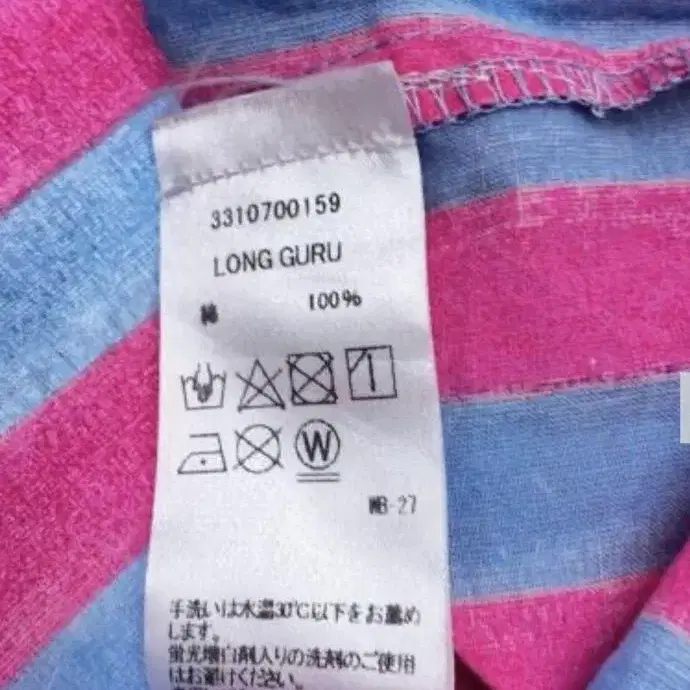 3310700159
LONG GURU
綿 100%
W
WB-27
手洗いは水温30℃以下をお薦め
します。
蛍光増白剤入りの洗剤のご使用
はお避けください。